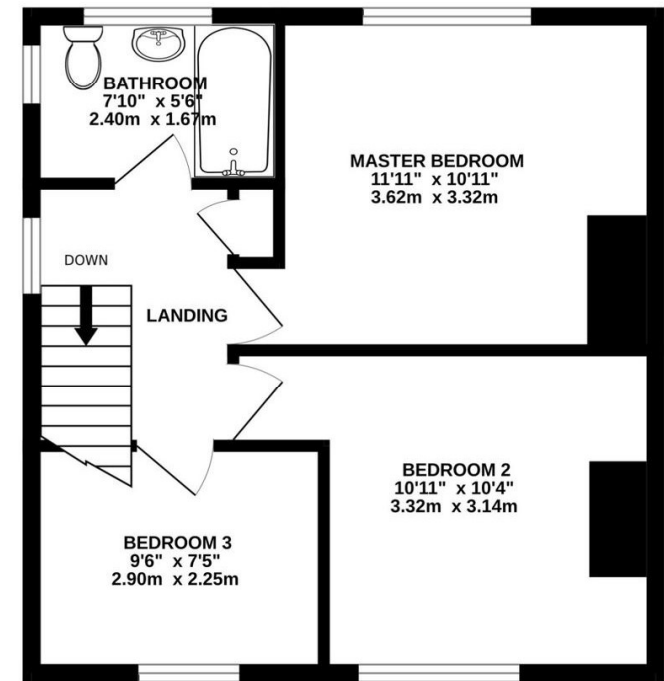 BATHROOM
7'10" x 5'6"
2.40m x 1.67m
MASTER BEDROOM
11'11" x 10'11"
3.62m x 3.32m
DOWN
LANDING
BEDROOM 2
10'11" x 10'4"
3.32m x 3.14m
BEDROOM 3
9'6" x 7'5"
2.90m x 2.25m